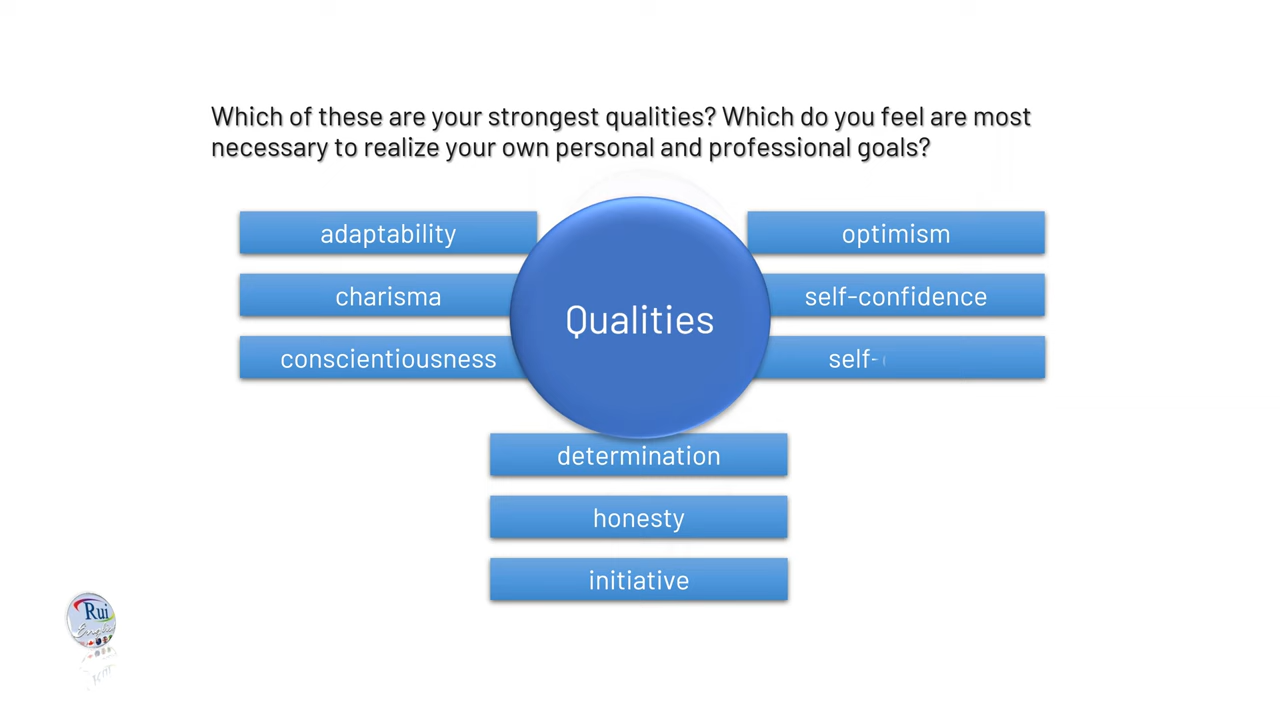 Which of these are your strongest qualities? Which do you feel are most
necessary to realize your own personal and professional goals?
adaptability
charisma
conscientiousness
Qualities
optimism
self-confidence
self-
determination
honesty
initiative
Rui